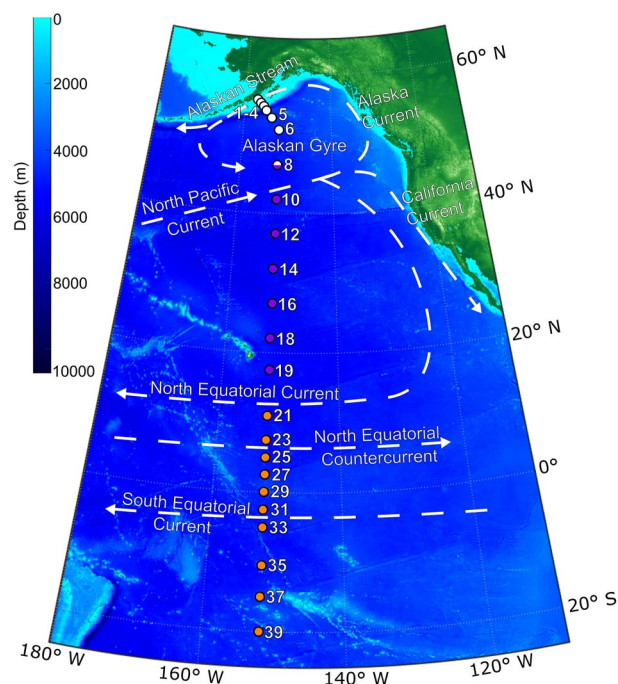 0
2000
4000
6000
8000
10000
Depth (m)
60° N
40° N
20° N
0°
20° S
180° W
160° W
140° W
120° W
Alaskan Stream
Alaska
Current
1-4
5
6
Alaskan Gyre
8
North Pacific
Current
California
Current
10
12
14
16
18
19
North Equatorial Current
21
23
North Equatorial
Countercurrent
25
27
29
South Equatorial
Current
31
33
35
37
39